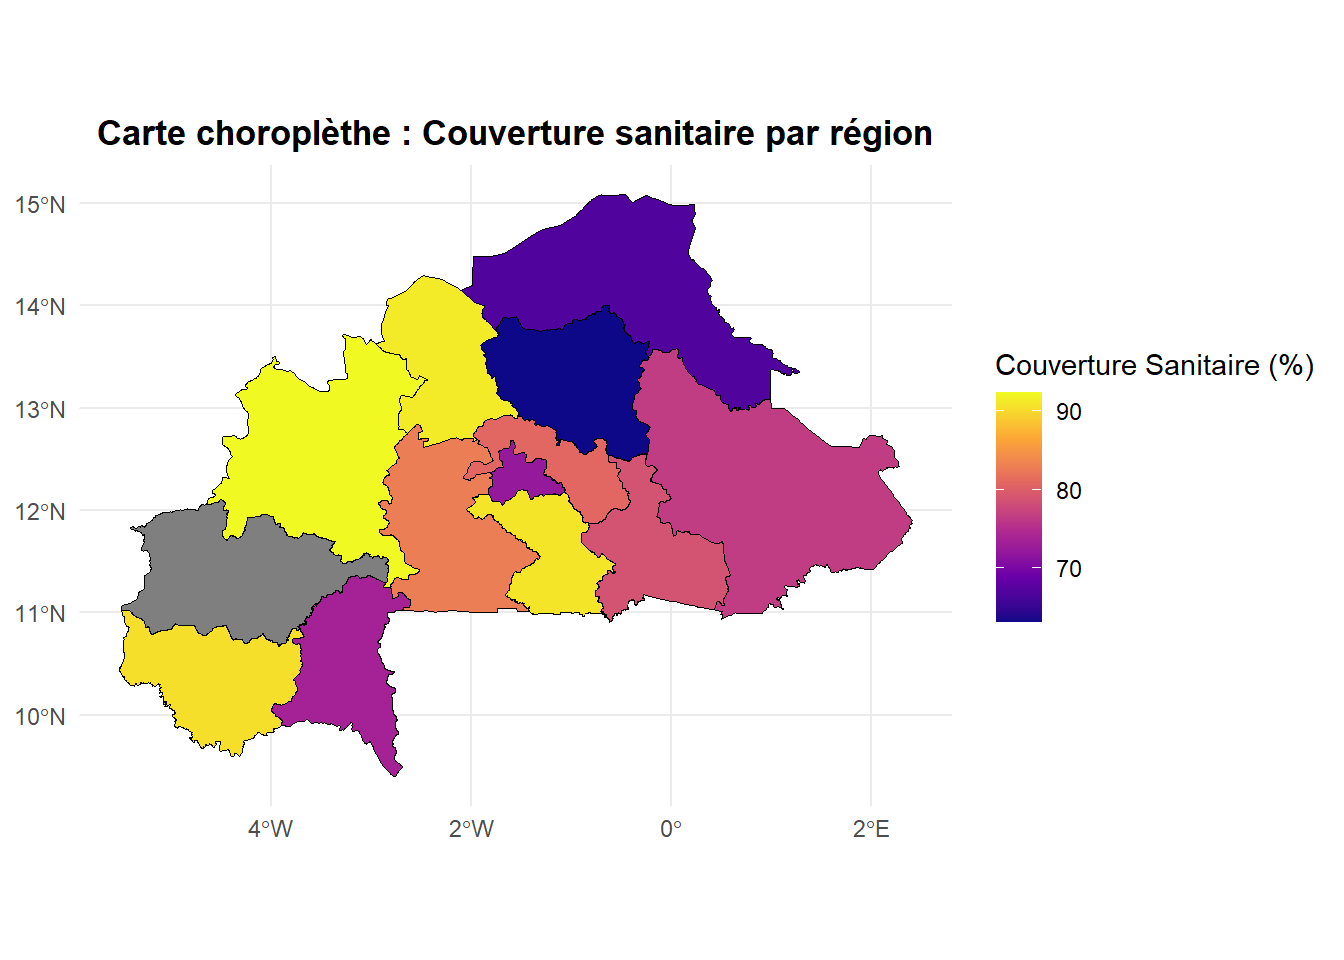 Carte choroplèthe : Couverture sanitaire par région
15°N
14°N
13°N
12°N
11°N
10°N
4°W
2°W
0°
2°E
Couverture Sanitaire (%)
90
80
70